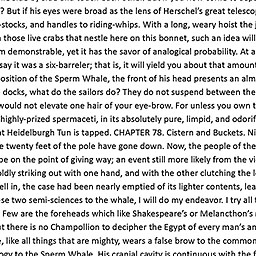 ? But if his eyes were broad as the lens of Herschel's great telesco
-stocks, and handles to riding-whips. With a long, weary hoist the j
those live crabs that nestle here on this bonnet, such an idea will
m demonstrable, yet it has the savor of analogical probability. At a
say it was a six-barreler; that is, it will yield you about that amount
osition of the Sperm Whale, the front of his head presents an alm
docks, what do the sailors do? They do not suspend between the
would not elevate one hair of your eye-brow. For unless you own t
highly-prized spermaceti, in its absolutely pure, limpid, and odorif
at Heidelburgh Tun is tapped. CHAPTER 78. Cistern and Buckets. Ni
e twenty feet of the pole have gone down. Now, the people of the
pe on the point of giving way; an event still more likely from the vi
oldly striking out with one hand, and with the other clutching the l
ell in, the case had been nearly emptied of its lighter contents, lea
ese two semi-sciences to the whale, I will do my endeavor. I try all t
Few are the foreheads which like Shakespeare's or Melancthon's r
ut there is no Champollion to decipher the Egypt of every man's an
e, like all things that are mighty, wears a false brow to the common
ogy to the Sperm Whale. His cranial cavity is continuous with the f